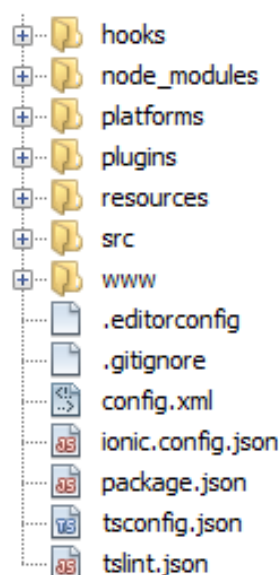 hooks
node_modules
platforms
plugins
resources
src
www
.editorconfig
.gitignore
config.xml
ionic.config.json
package.json
tsconfig.json
tslint.json